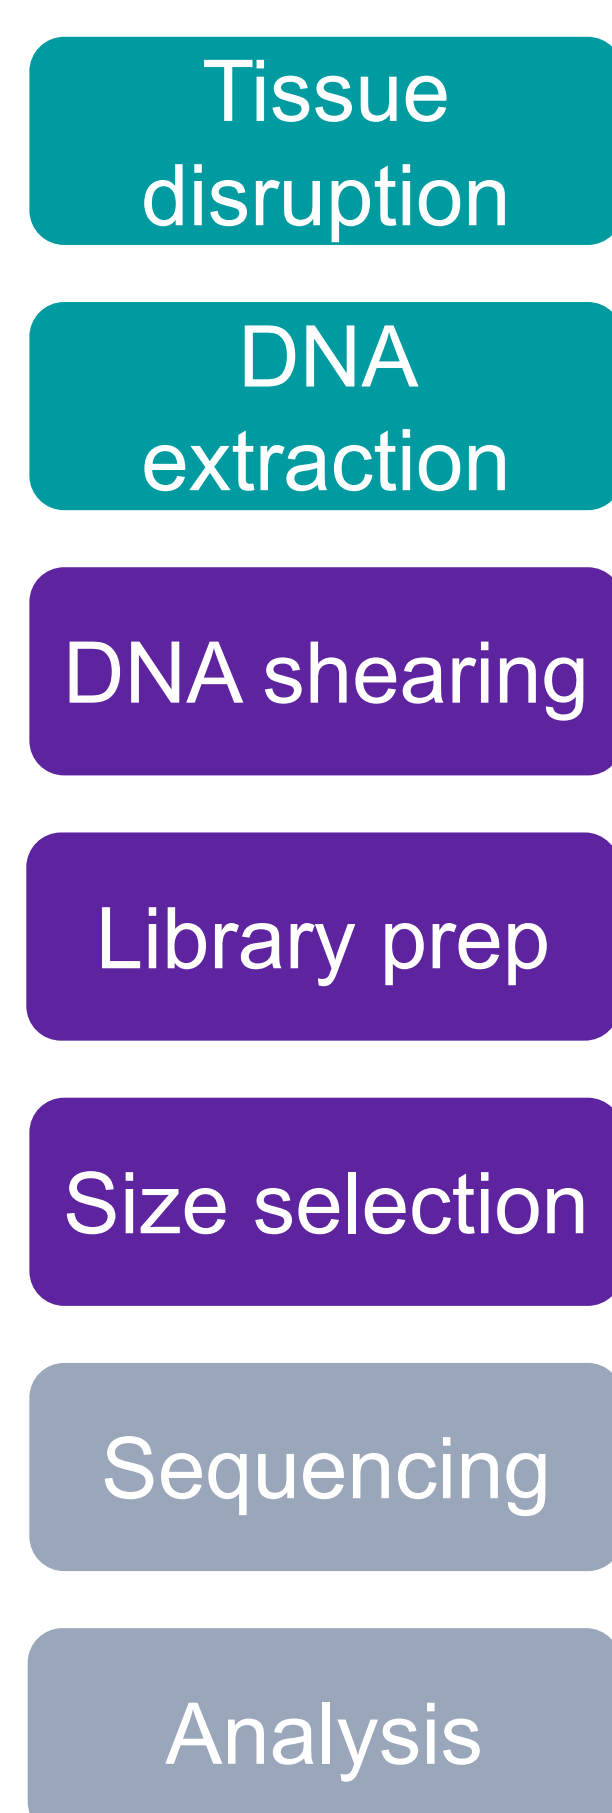 Tissue
disruption
DNA
extraction
DNA shearing
Library prep
Size selection
Sequencing
Analysis